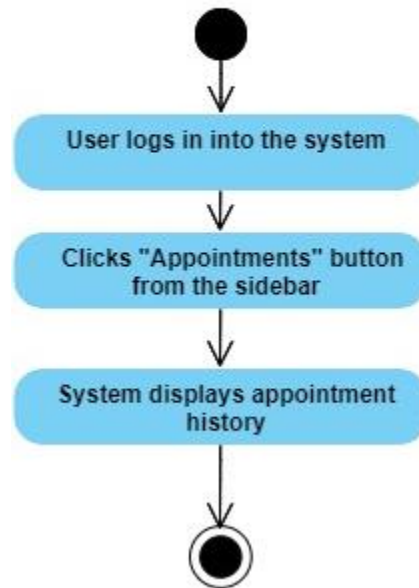 User logs in into the system
Clicks "Appointments" button
from the sidebar
System displays appointment
history